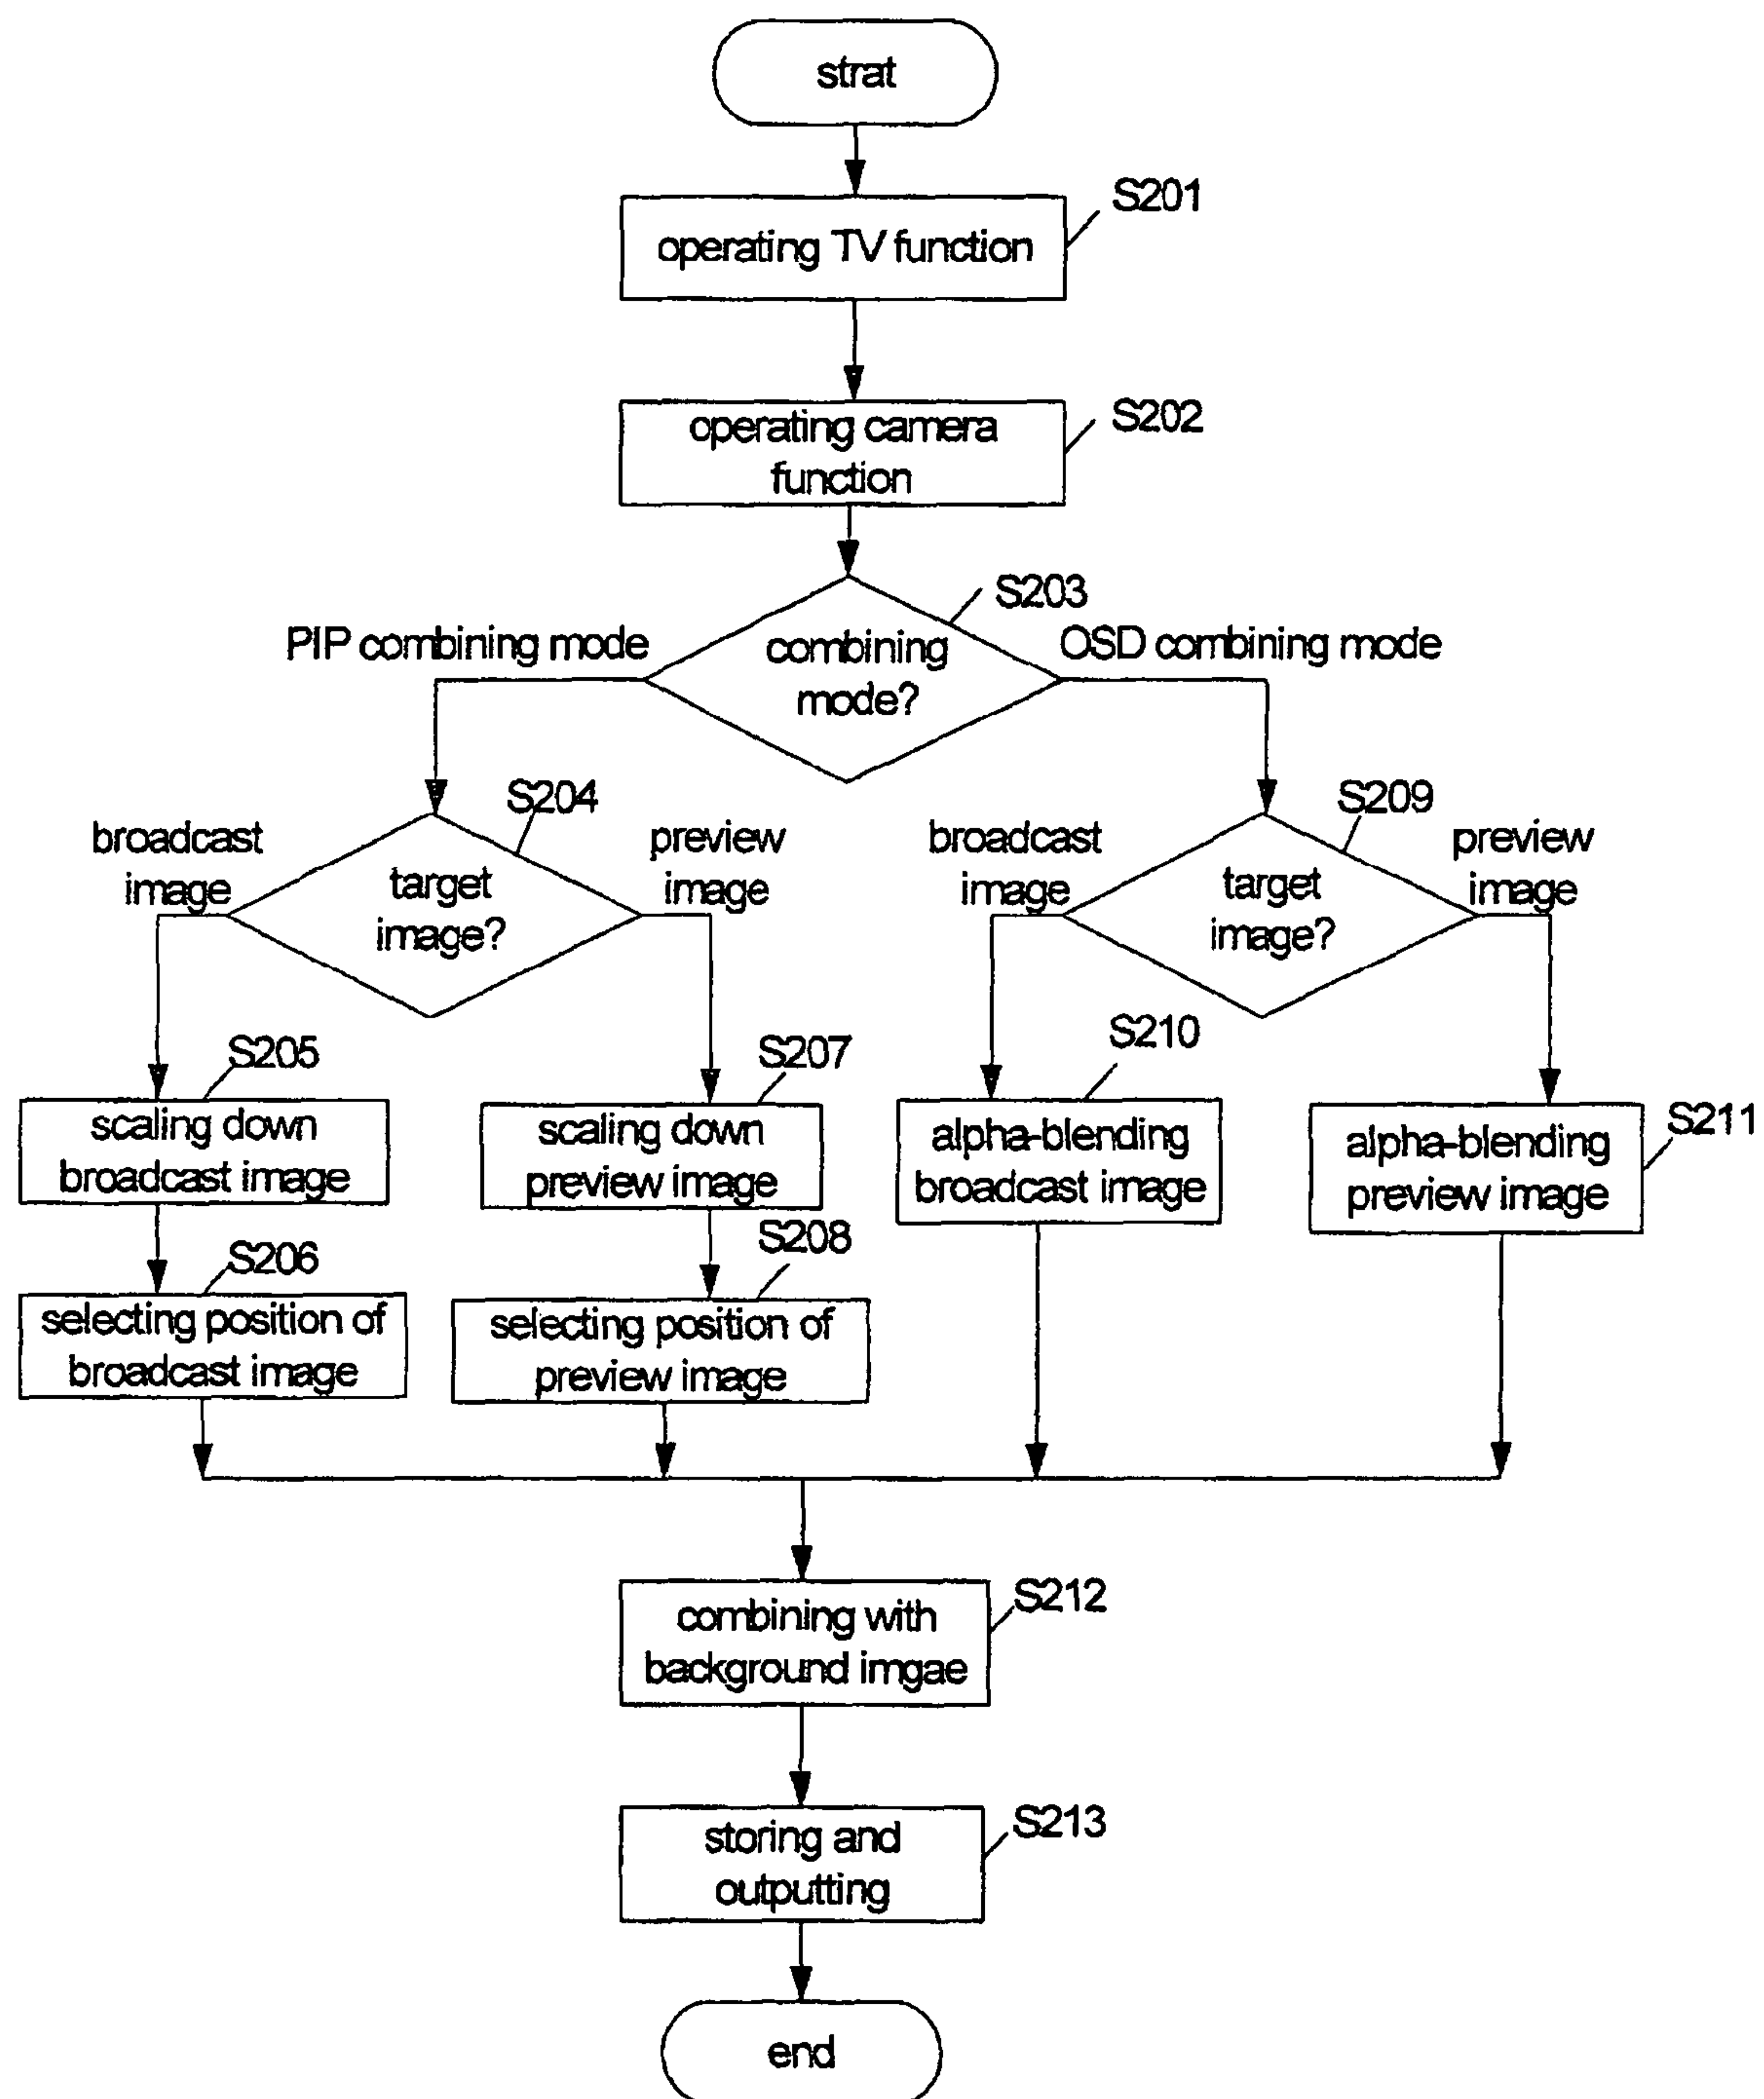 strat
S201
operating TV function
S202
operating camera
function
S203
PIP combining mode
combining
mode?
OSD combining mode
S204
broadcast
image
target
image?
preview
image
S209
broadcast
image
target
image?
preview
image
S205
scaling down
broadcast image
S207
scaling down
preview image
S210
alpha-blending
broadcast image
S211
alpha-blending
preview image
S206
selecting position of
broadcast image
S208
selecting position of
preview image
S212
combining with
background imgae
S213
storing and
outputting
end